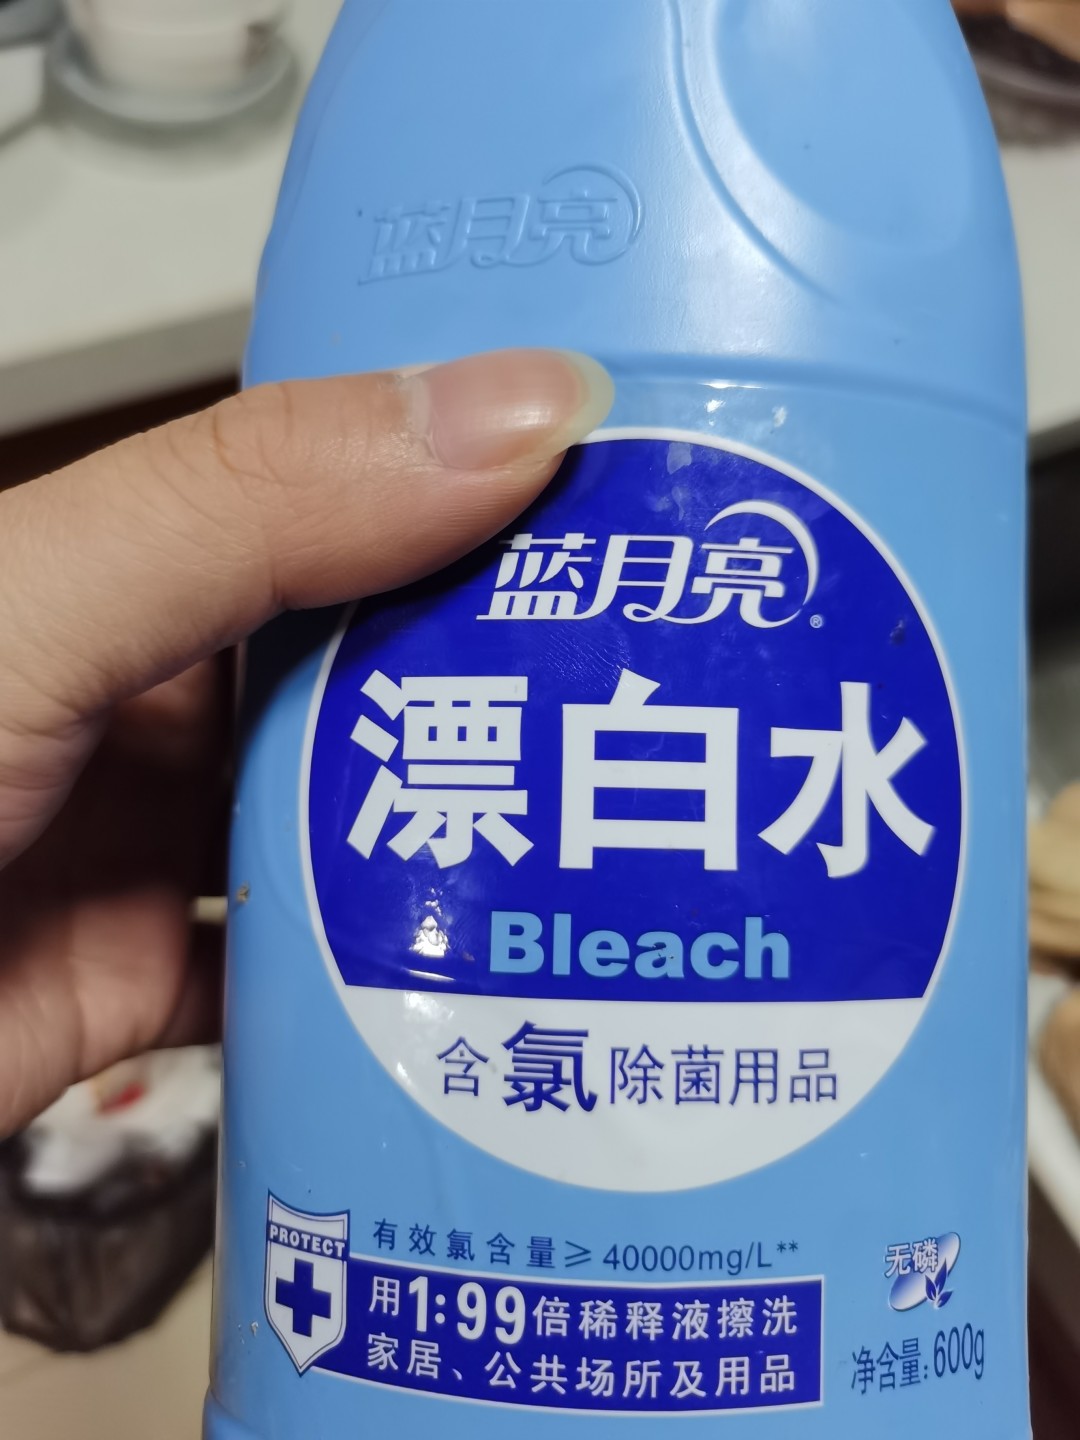 蓝月亮
蓝月亮®
漂白水
Bleach
含氯除菌用品
PROTECT
有效氯含量≥40000mg/L**
用1:99倍稀释液擦洗
家居、公共场所及用品
无磷
净含量:600g